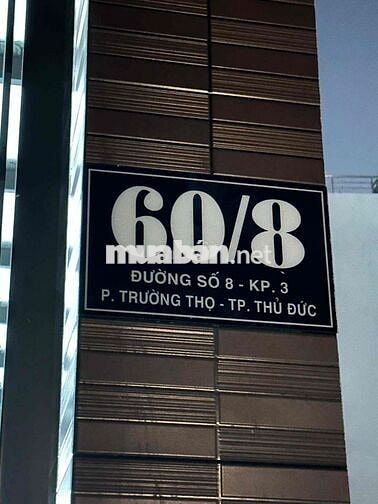 60/8
muaban.net
ĐƯỜNG SỐ 8 - KP. 3
P. TRƯỜNG THỌ - TP. THỦ ĐỨC